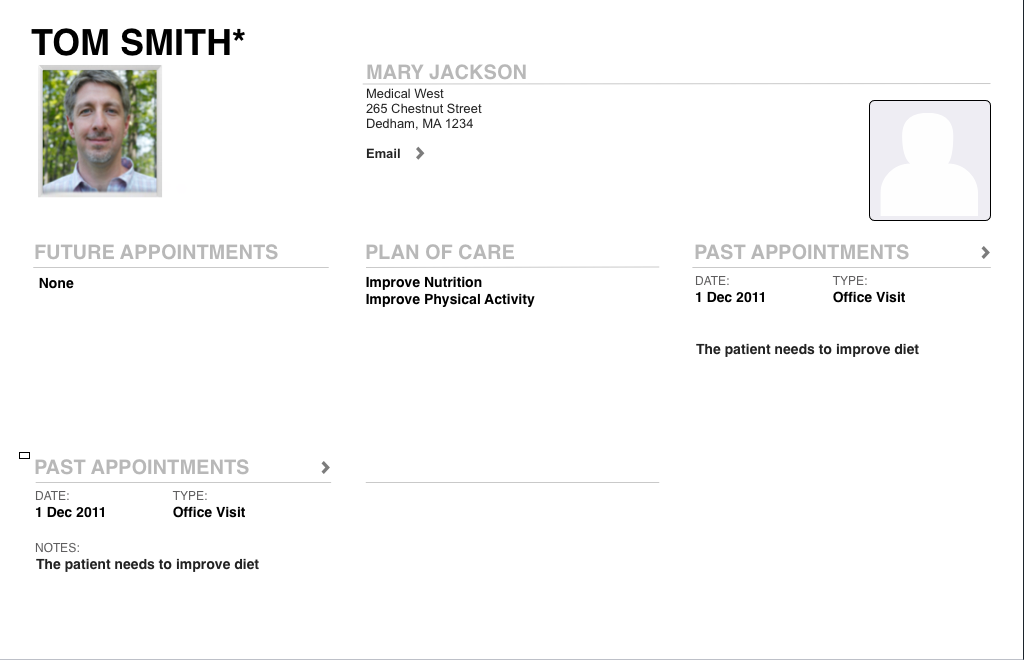 TOM SMITH*
MARY JACKSON
Medical West
265 Chestnut Street
Dedham, MA 1234
Email
FUTURE APPOINTMENTS
None
PLAN OF CARE
Improve Nutrition
Improve Physical Activity
PAST APPOINTMENTS
DATE: TYPE:
1 Dec 2011 Office Visit
The patient needs to improve diet
PAST APPOINTMENTS
DATE: TYPE:
1 Dec 2011 Office Visit
NOTES:
The patient needs to improve diet